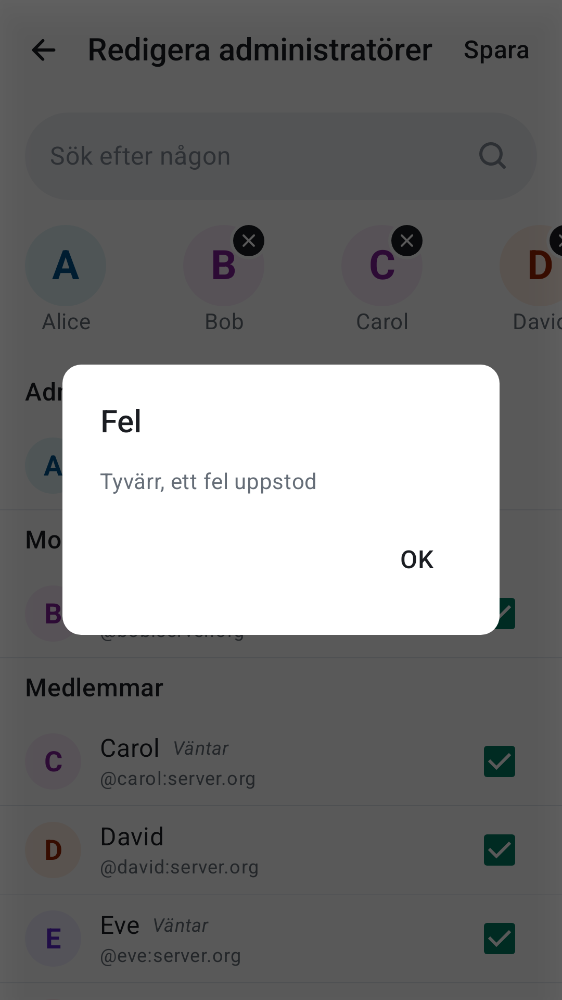 Redigera administratörer Spara
Sök efter någon
A B C D
Alice Bob Carol David
Adm
A
Fel
Tyvärr, ett fel uppstod
OK
Mo
B
@bob:server.org
Medlemmar
C Carol Väntar
@carol:server.org
D David
@david:server.org
E Eve Väntar
@eve:server.org